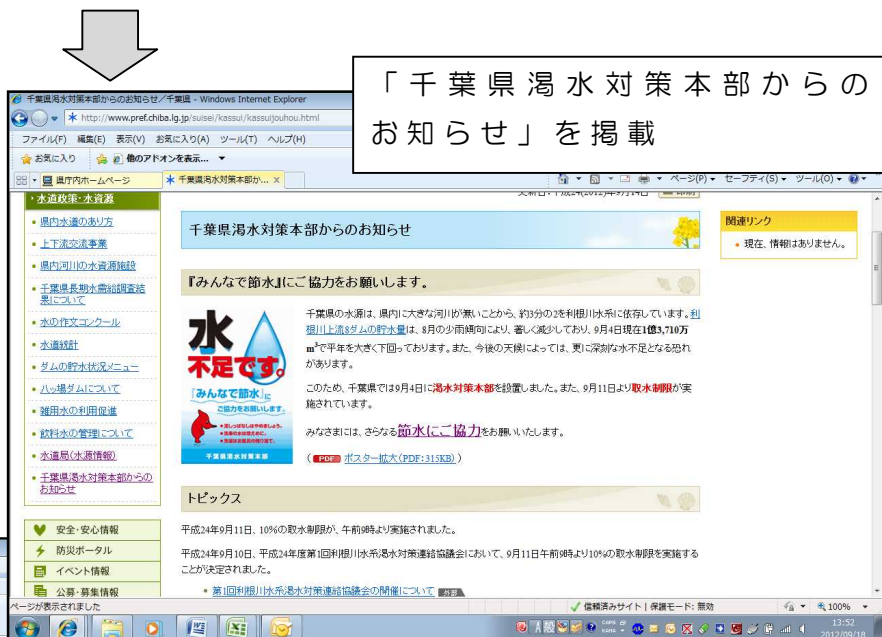 「千葉県渇水対策本部からの
お知らせ」を掲載
千葉県渇水対策本部からのお知らせ/千葉県 - Windows Internet Explorer
http://www.pref.chiba.lg.jp/suisei/kassui/kassuijouhou.html
ファイル(F) 編集(E) 表示(V) お気に入り(A) ツール(T) ヘルプ(H)
お気に入り 他のアドオンを表示...
県庁内ホームページ
千葉県渇水対策本部か...
ページ(P) セーフティ(S) ツール(O)
水道政策・水資源
県内水道のあり方
上下流交流事業
県内河川の水資源施設
千葉県長期水需給調査結
果について
水の作文コンクール
水道統計
ダムの貯水状況メニュー
八ッ場ダムについて
雑用水の利用促進
飲料水の管理について
水道局(水源情報)
千葉県渇水対策本部からの
お知らせ
安全・安心情報
防災ポータル
イベント情報
公募・募集情報
千葉県渇水対策本部からのお知らせ
『みんなで節水』にご協力をお願いします。
水
不足です。
「みんなで節水」に
ご協力をお願いします。
千葉県渇水対策本部
千葉県の水源は、県内に大きな河川が無いことから、約3分の2を利根川水系に依存しています。利
根川上流8ダムの貯水量は、8月の少雨傾向により、著しく減少しており、9月4日現在1億3,710万
m³で平年を大きく下回っております。また、今後の天候によっては、更に深刻な水不足となる恐れ
があります。
このため、千葉県では9月4日に渇水対策本部を設置しました。また、9月11日より取水制限が実
施されています。
みなさまには、さらなる節水にご協力をお願いいたします。
(PDF ポスター拡大(PDF:315KB))
トピックス
平成24年9月11日、10%の取水制限が、午前9時より実施されました。
平成24年9月10日、平成24年度第1回利根川水系渇水対策連絡協議会において、9月11日午前9時より10%の取水制限を実施する
ことが決定されました。
第1回利根川水系渇水対策連絡協議会の開催について 外部
関連リンク
現在、情報はありません。
ページが表示されました
信頼済みサイト | 保護モード: 無効
100%
13:52
2012/09/18